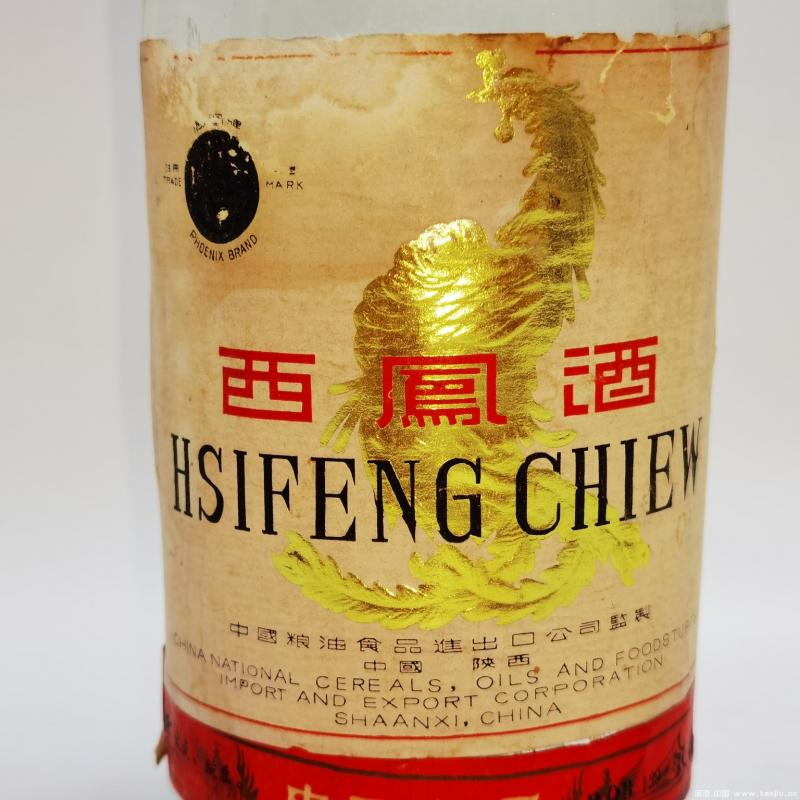 TRADE MARK
PHOENIX BRAND
西鳳酒
HSIFENG CHIEW
中國粮油食品進出口公司監製
中國 陝西
CHINA NATIONAL CEREALS, OILS AND FOODSTUFFS
IMPORT AND EXPORT CORPORATION
SHAANXI, CHINA